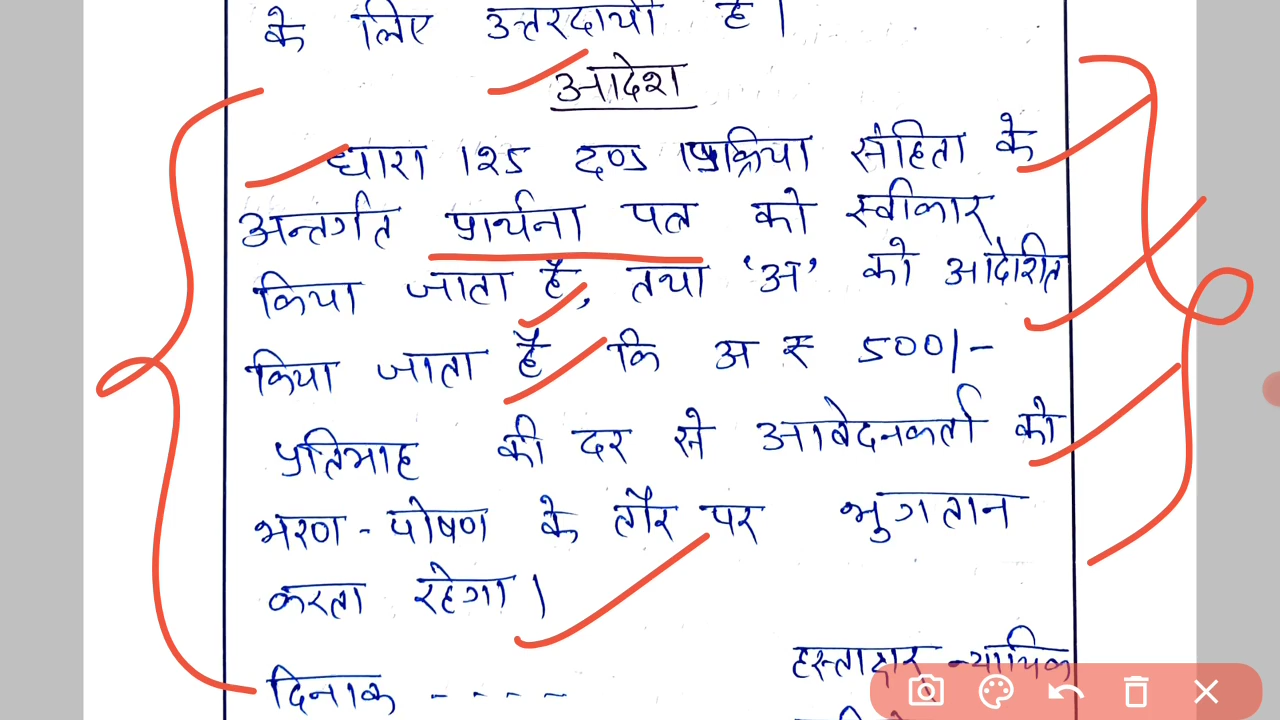 के लिए उत्तरदायी है।
आदेश
धारा 125 दण्ड प्रक्रिया संहिता के
अन्तर्गत प्रार्थना पत्र को स्वीकार
किया जाता है, तथा 'अ' को आदेशित
किया जाता है कि अ ₹ 500/-
प्रतिमाह की दर से आवेदनकर्ता को
भरण - पोषण के तौर पर भुगतान
करता रहेगा।
हस्ताक्षर न्यायिक
दिनांक - - - -